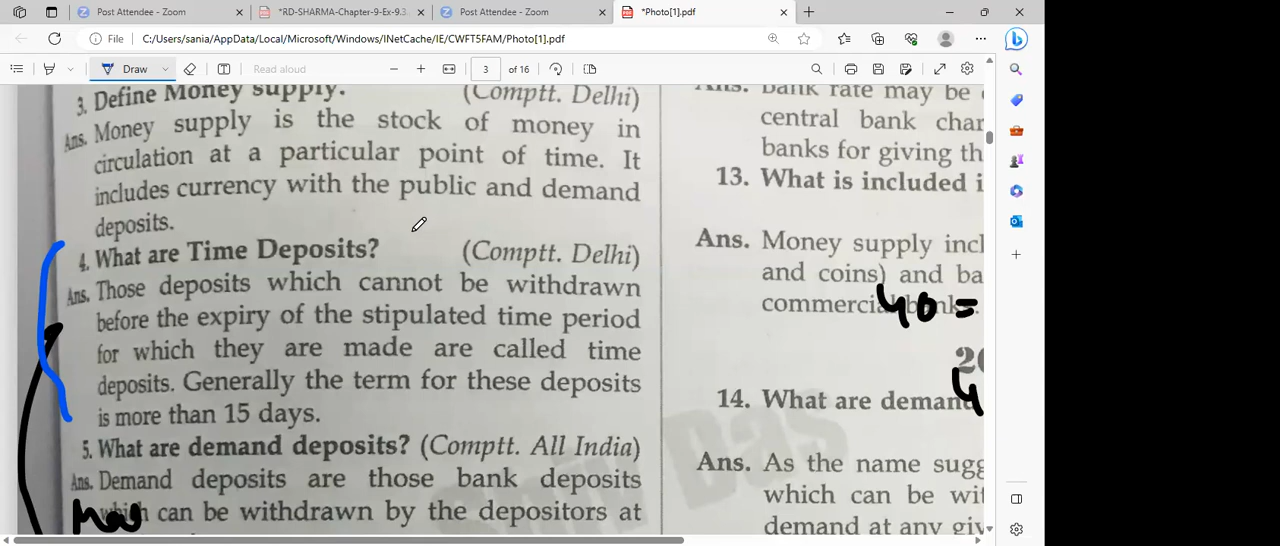 Post Attendee - Zoom
*RD-SHARMA-Chapter-9-Ex-9.3.
Post Attendee - Zoom
*Photo[1].pdf
File
C:/Users/sania/AppData/Local/Microsoft/Windows/INetCache/IE/CWFT5FAM/Photo[1].pdf
Draw
Read aloud
3 of 16
3. Define Money supply. (Comptt. Delhi)
Ans. Money supply is the stock of money in
circulation at a particular point of time. It
includes currency with the public and demand
deposits.
4. What are Time Deposits? (Comptt. Delhi)
Ans. Those deposits which cannot be withdrawn
before the expiry of the stipulated time period
for which they are made are called time
deposits. Generally the term for these deposits
is more than 15 days.
5. What are demand deposits? (Comptt. All India)
Ans. Demand deposits are those bank deposits
which can be withdrawn by the depositors at
Ans. Bank rate may be
central bank char
banks for giving th
13. What is included i
Ans. Money supply incl
and coins) and ba
commercial banks.
40 =
14. What are demand
Ans. As the name sugg
which can be wit
demand at any giv
Shiv Das